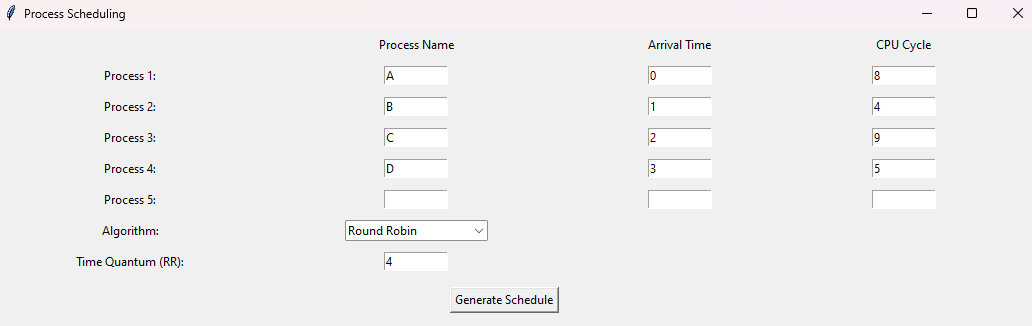 Process Scheduling
Process Name Arrival Time CPU Cycle
Process 1: A 0 8
Process 2: B 1 4
Process 3: C 2 9
Process 4: D 3 5
Process 5:
Algorithm: Round Robin
Time Quantum (RR): 4
Generate Schedule